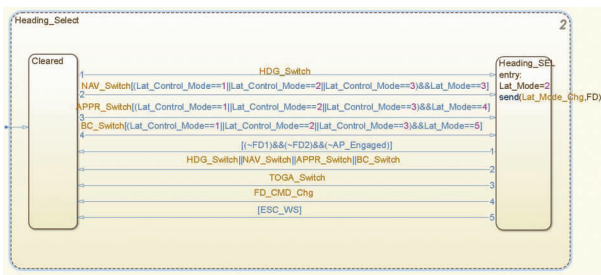 Heading_Select
2
Cleared
Heading_SEL
entry:
Lat_Mode=2
send(Lat_Mode_Chg,FD)
1
HDG_Switch
NAV_Switch[(Lat_Control_Mode==1||Lat_Control_Mode==2||Lat_Control_Mode==3)&&Lat_Mode==3]
2
APPR_Switch[(Lat_Control_Mode==1||Lat_Control_Mode==2||Lat_Control_Mode==3)&&Lat_Mode==4]
3
BC_Switch[(Lat_Control_Mode==1||Lat_Control_Mode==2||Lat_Control_Mode==3)&&Lat_Mode==5]
4
[(~FD1)&&(~FD2)&&(~AP_Engaged)]
1
HDG_Switch||NAV_Switch||APPR_Switch||BC_Switch
2
TOGA_Switch
3
FD_CMD_Chg
4
[ESC_WS]
5